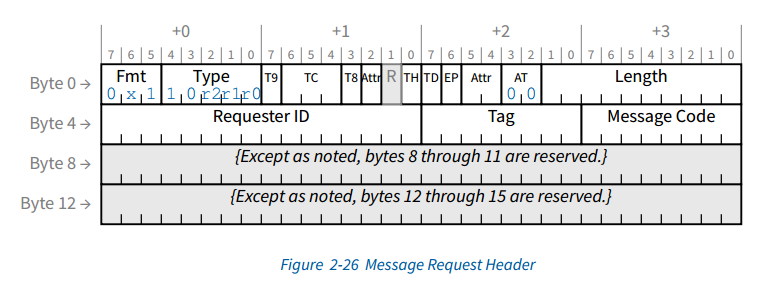 +0 +1 +2 +3
7 6 5 4 3 2 1 0 7 6 5 4 3 2 1 0 7 6 5 4 3 2 1 0 7 6 5 4 3 2 1 0
Byte 0 → Fmt Type T9 TC T8 Attr R TH TD EP Attr AT Length
0 x 1 1 0 r2 r1 r0 0 0
Byte 4 → Requester ID Tag Message Code
Byte 8 → {Except as noted, bytes 8 through 11 are reserved.}
Byte 12 → {Except as noted, bytes 12 through 15 are reserved.}
Figure 2-26 Message Request Header